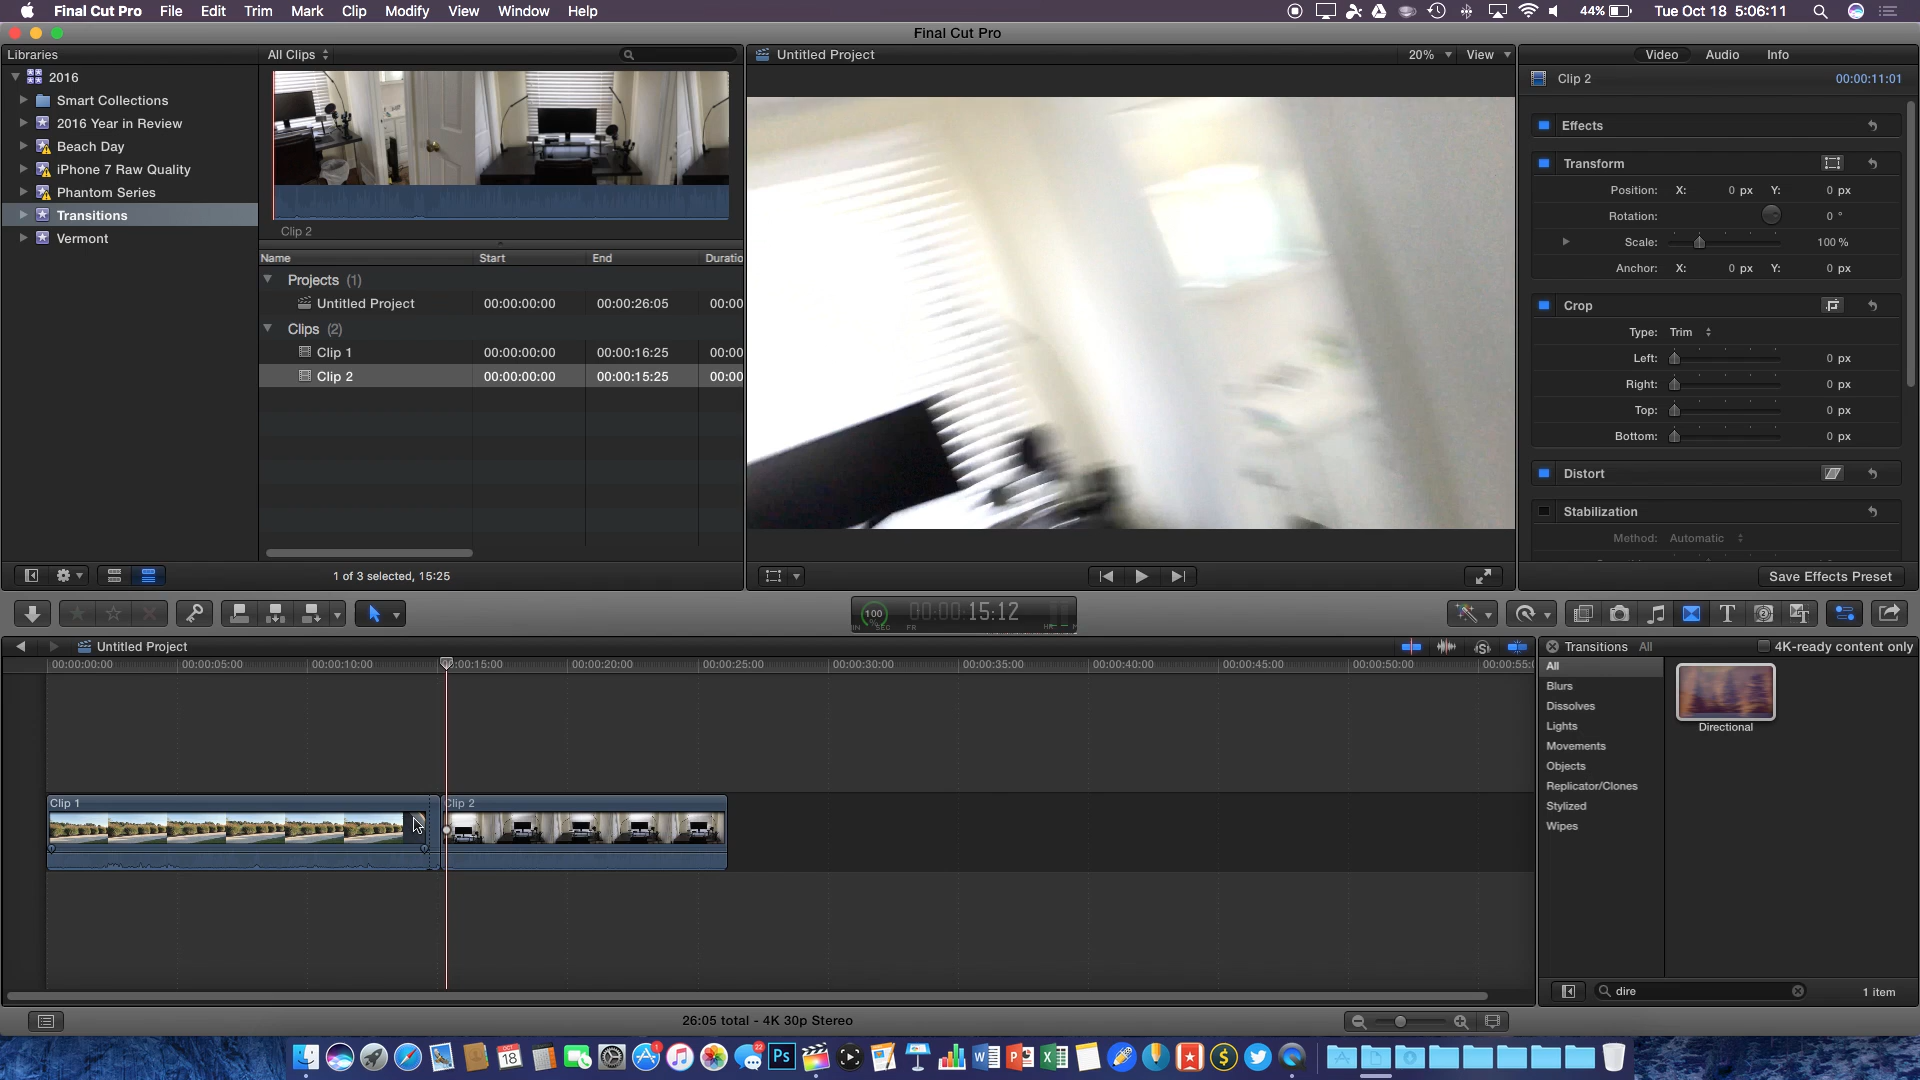 Final Cut Pro File Edit Trim Mark Clip Modify View Window Help 44% Tue Oct 18 5:06:11
Final Cut Pro
Libraries All Clips Untitled Project 20% View Video Audio Info
2016
Clip 2 00:00:11:01
Smart Collections
2016 Year in Review
Beach Day
iPhone 7 Raw Quality
Phantom Series
Transitions
Vermont
Clip 2
Name Start End Duratio
Projects (1)
Untitled Project 00:00:00:00 00:00:26:05 00:00
Clips (2)
Clip 1 00:00:00:00 00:00:16:25 00:00
Clip 2 00:00:00:00 00:00:15:25 00:00
1 of 3 selected, 15:25
Effects
Transform
Position: X: 0 px Y: 0 px
Rotation: 0 °
Scale: 100 %
Anchor: X: 0 px Y: 0 px
Crop
Type: Trim
Left: 0 px
Right: 0 px
Top: 0 px
Bottom: 0 px
Distort
Stabilization
Method: Automatic
Save Effects Preset
100 00:00:15:12
% SEC FR HR
Untitled Project
00:00:00:00 00:00:05:00 00:00:10:00 00:00:15:00 00:00:20:00 00:00:25:00 00:00:30:00 00:00:35:00 00:00:40:00 00:00:45:00 00:00:50:00 00:00:55:
Clip 1 Clip 2
Transitions All 4K-ready content only
All
Blurs
Dissolves
Lights
Movements
Objects
Replicator/Clones
Stylized
Wipes
Directional
dire 1 item
26:05 total - 4K 30p Stereo
18
1
22
Ps